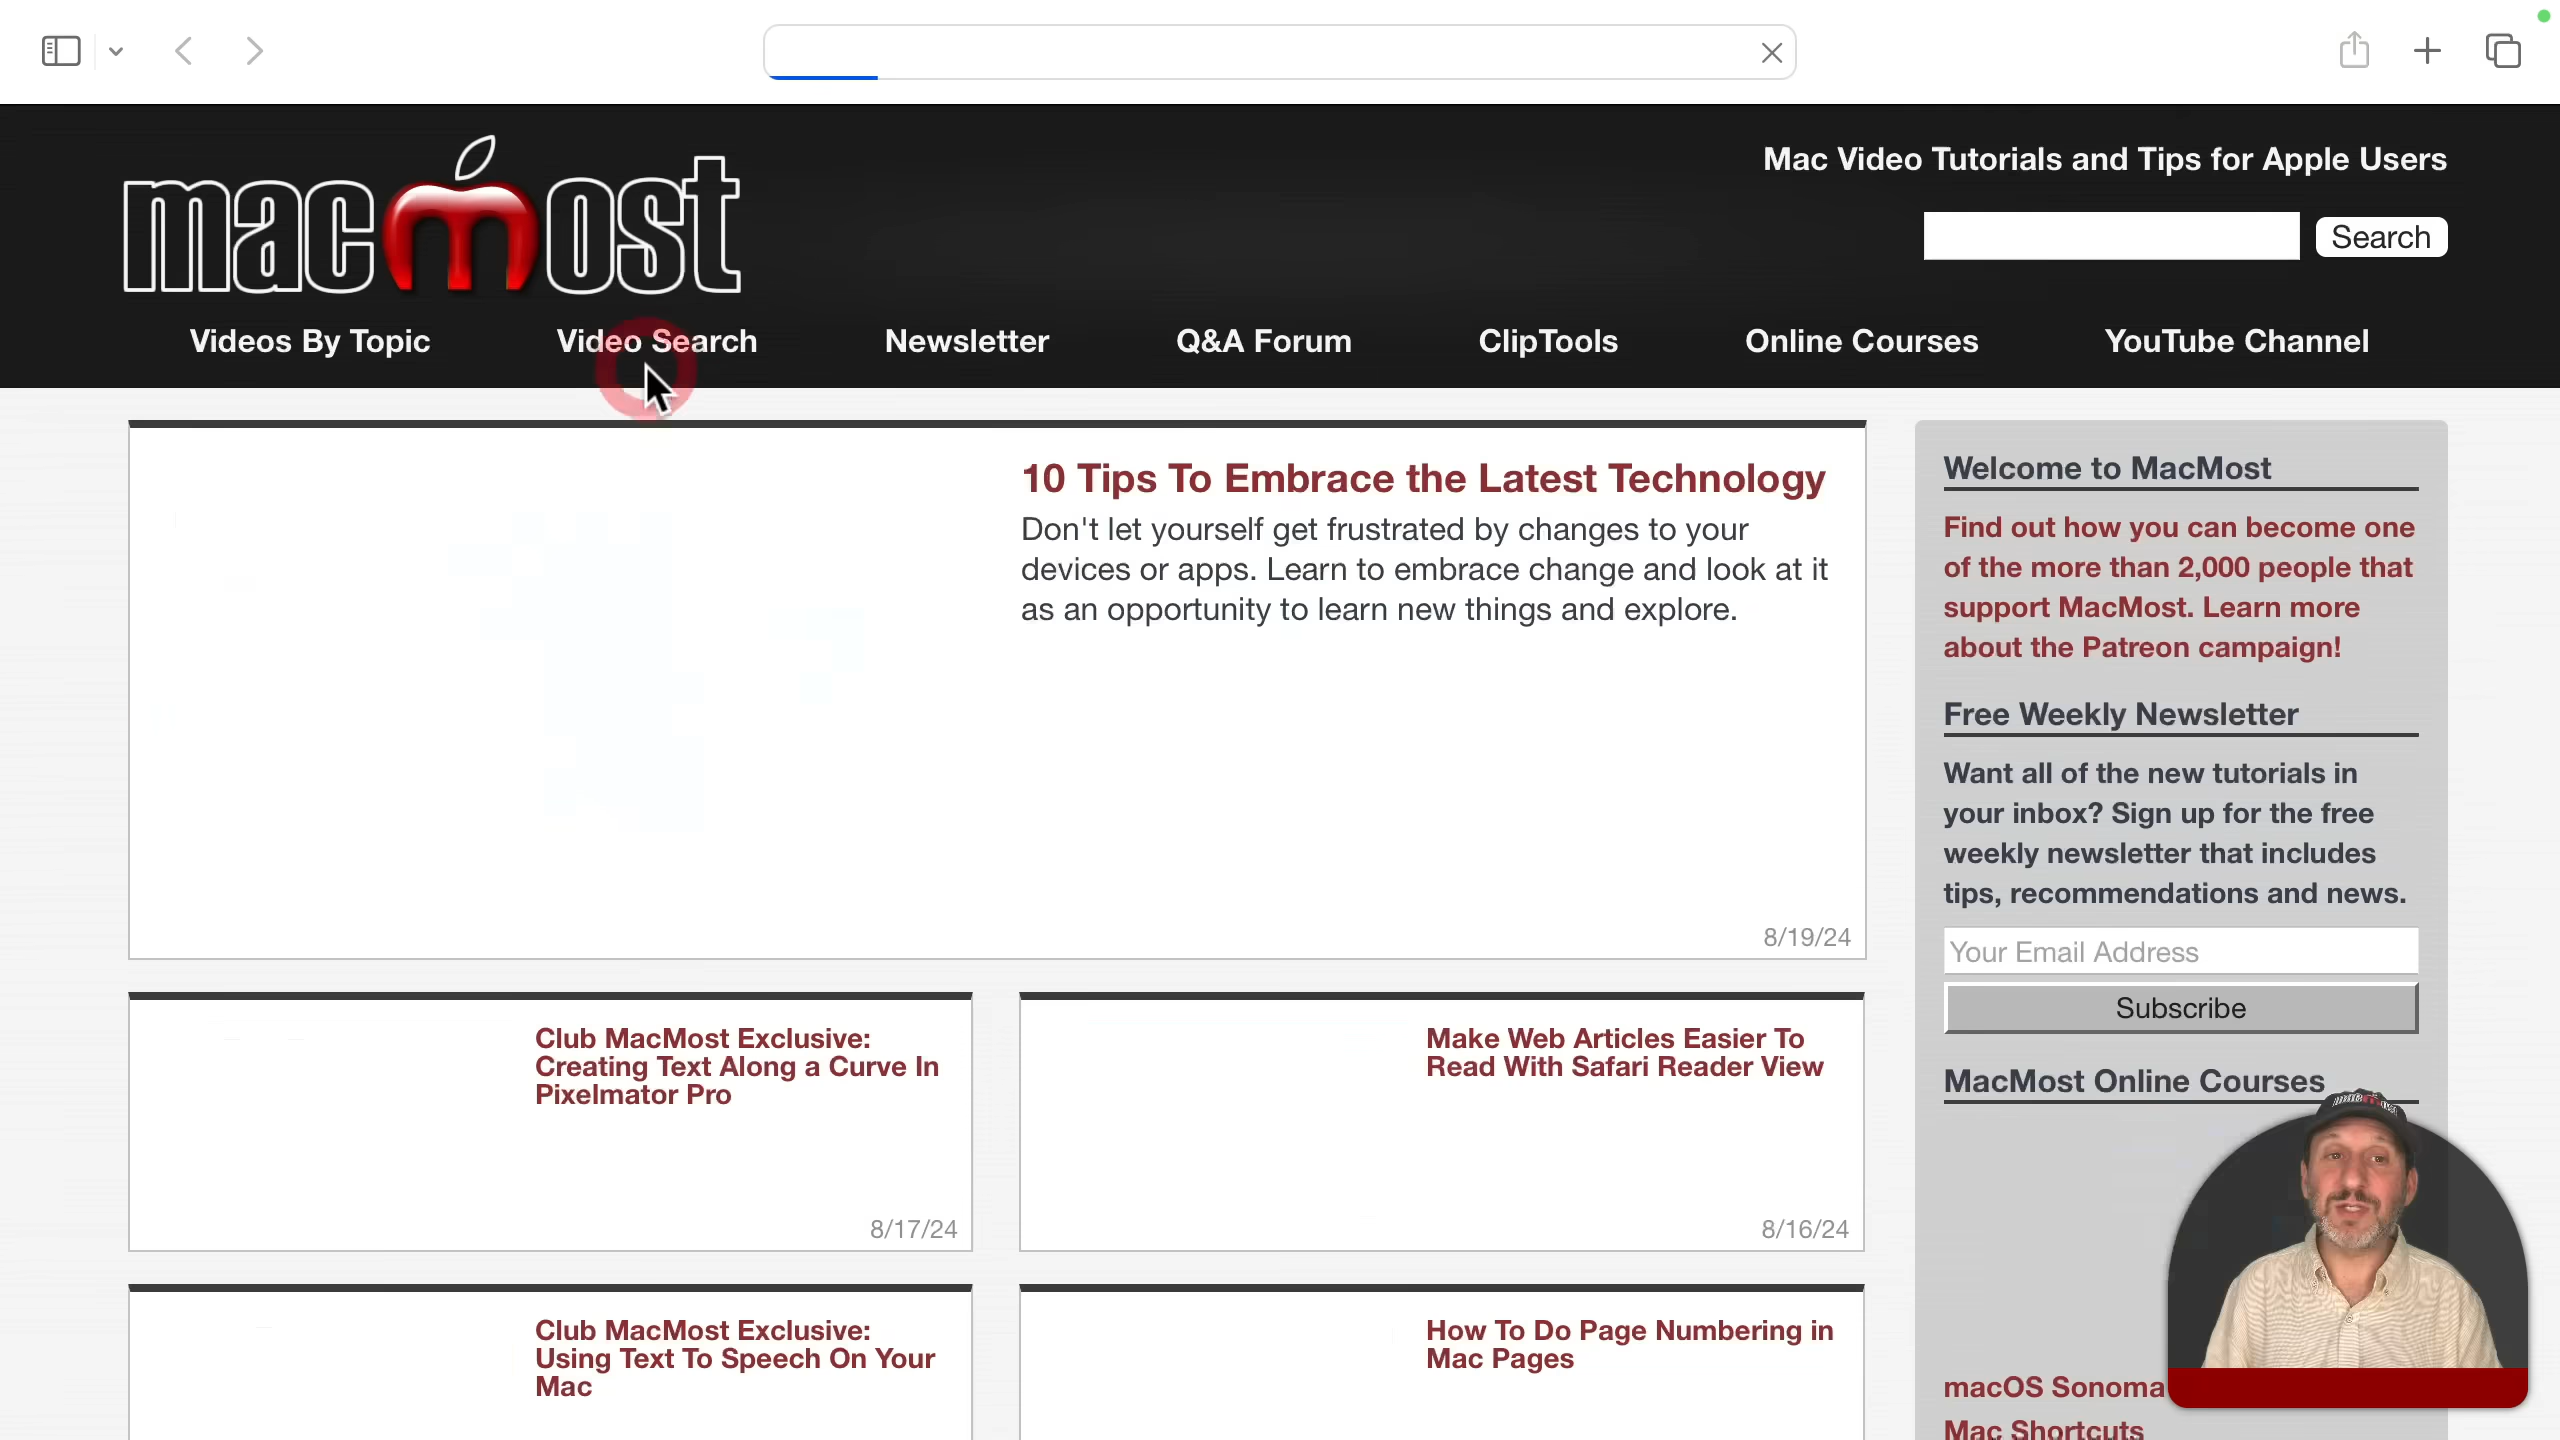 macmost
Mac Video Tutorials and Tips for Apple Users
Search
Videos By Topic
Video Search
Newsletter
Q&A Forum
ClipTools
Online Courses
YouTube Channel
10 Tips To Embrace the Latest Technology
Don't let yourself get frustrated by changes to your
devices or apps. Learn to embrace change and look at it
as an opportunity to learn new things and explore.
8/19/24
Club MacMost Exclusive:
Creating Text Along a Curve In
Pixelmator Pro
8/17/24
Make Web Articles Easier To
Read With Safari Reader View
8/16/24
Club MacMost Exclusive:
Using Text To Speech On Your
Mac
How To Do Page Numbering in
Mac Pages
Welcome to MacMost
Find out how you can become one
of the more than 2,000 people that
support MacMost. Learn more
about the Patreon campaign!
Free Weekly Newsletter
Want all of the new tutorials in
your inbox? Sign up for the free
weekly newsletter that includes
tips, recommendations and news.
Your Email Address
Subscribe
MacMost Online Courses
macmost
macOS Sonoma
Mac Shortcuts